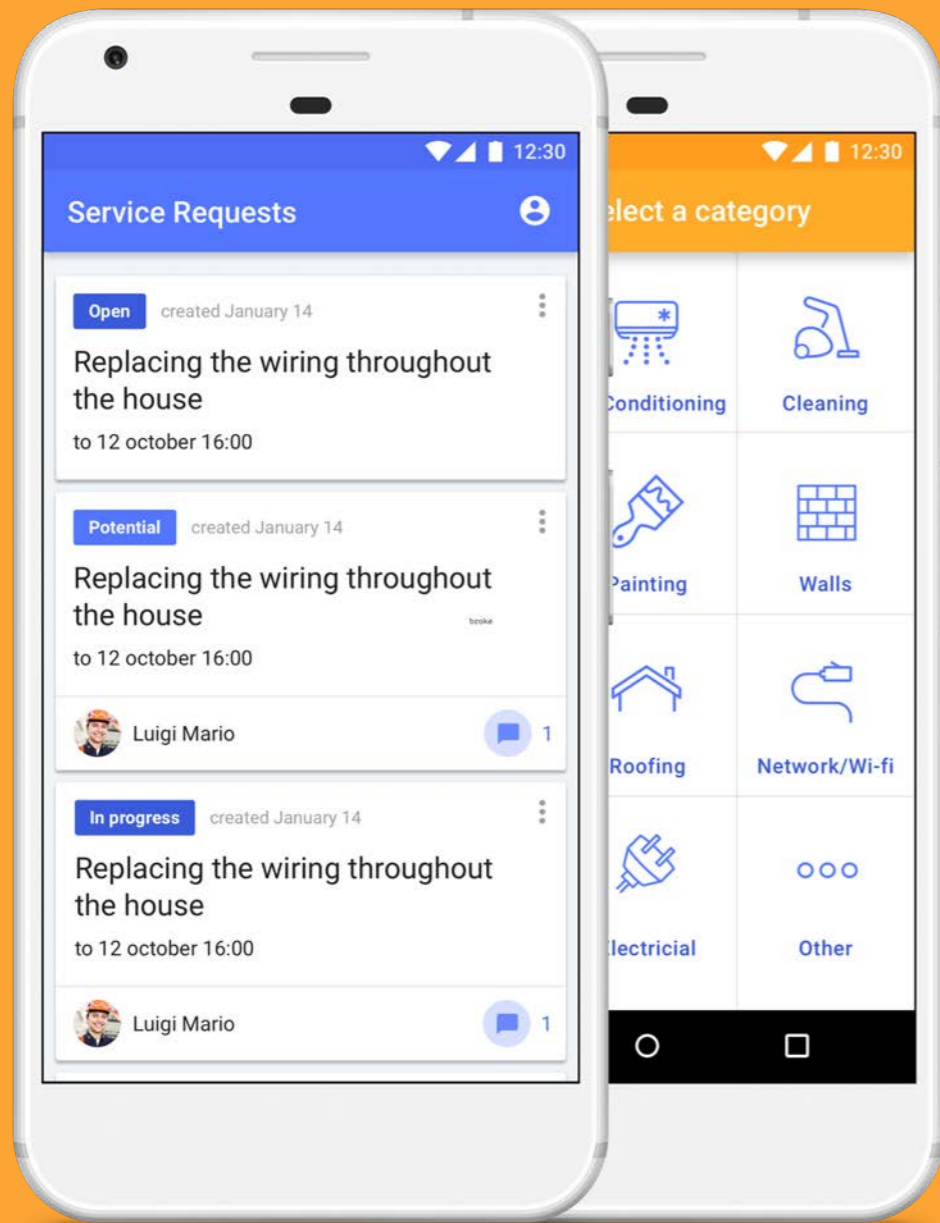 12:30
Service Requests
Open created January 14
Replacing the wiring throughout
the house
to 12 october 16:00
Potential created January 14
Replacing the wiring throughout
the house
broke
to 12 october 16:00
Luigi Mario 1
In progress created January 14
Replacing the wiring throughout
the house
to 12 october 16:00
Luigi Mario 1
12:30
elect a category
Conditioning Cleaning
Painting Walls
Roofing Network/Wi-fi
lectricial Other